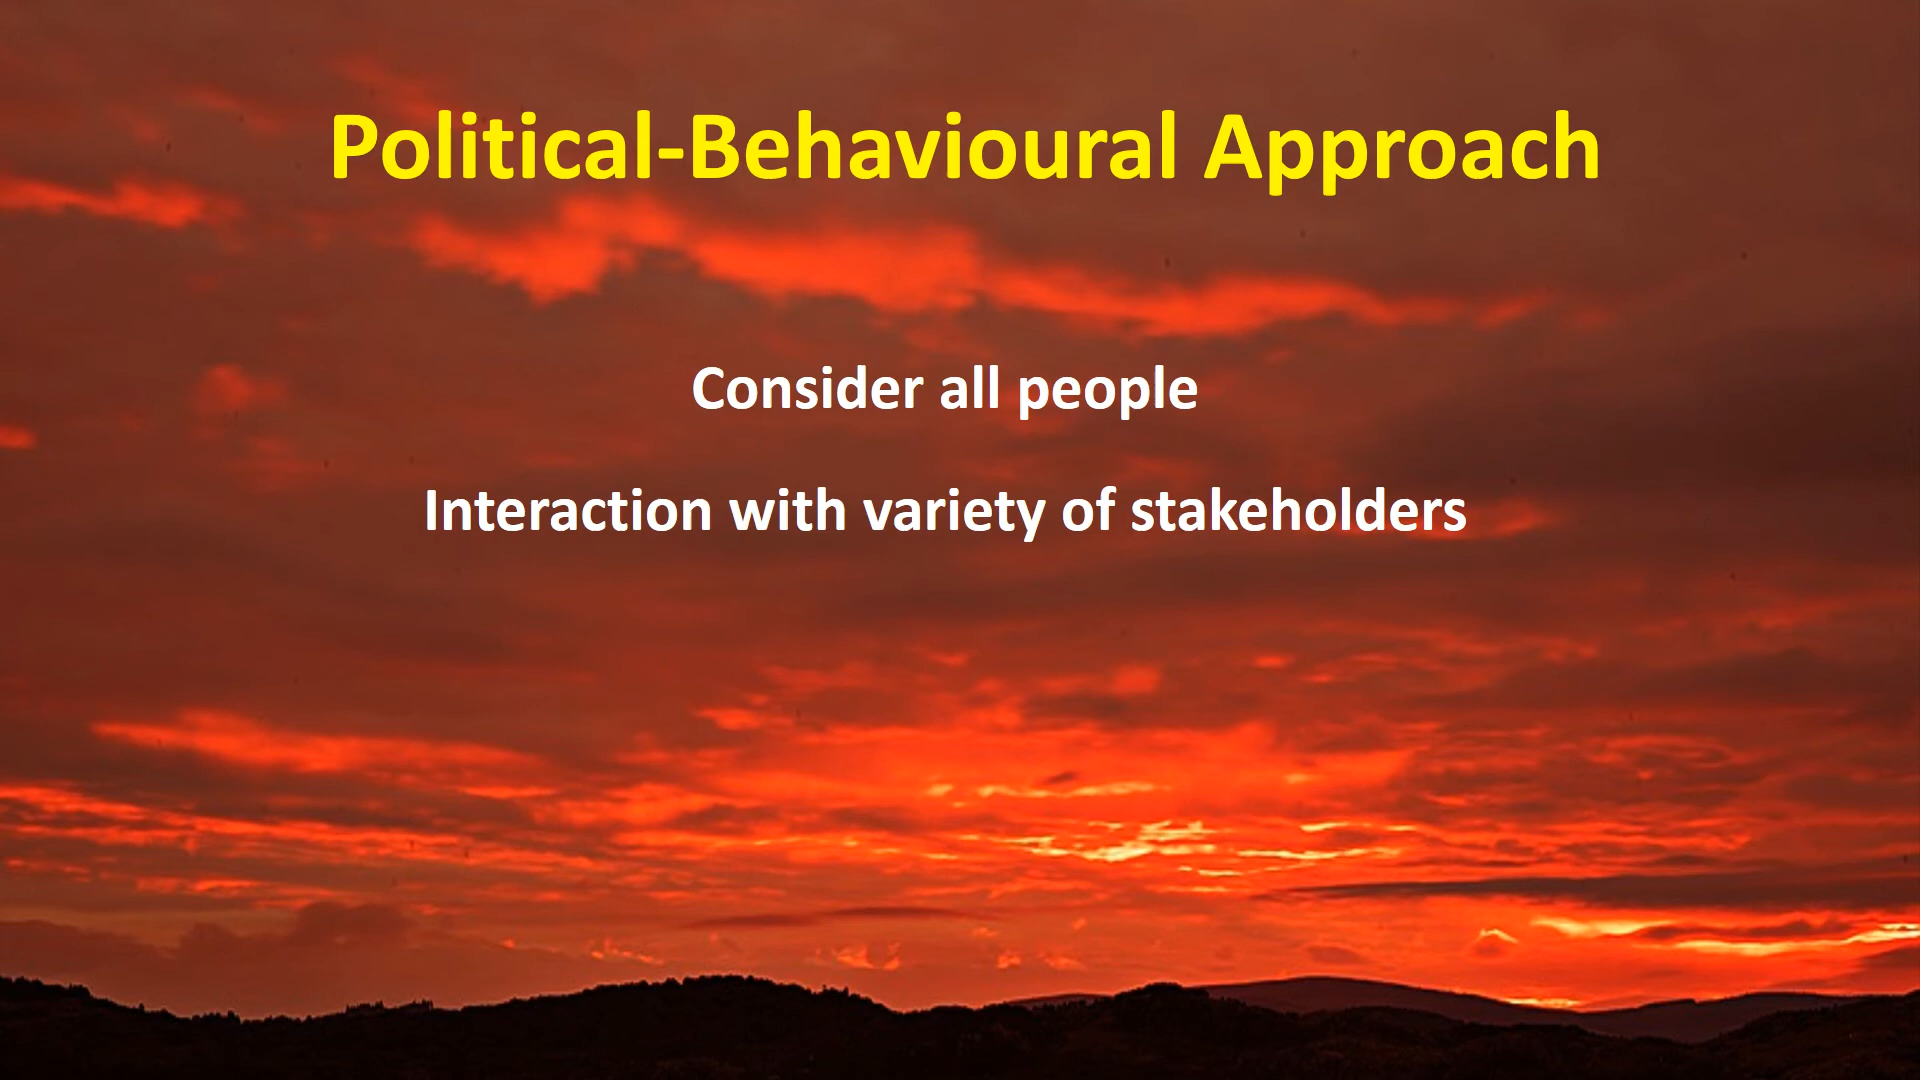 Political-Behavioural Approach
Consider all people
Interaction with variety of stakeholders